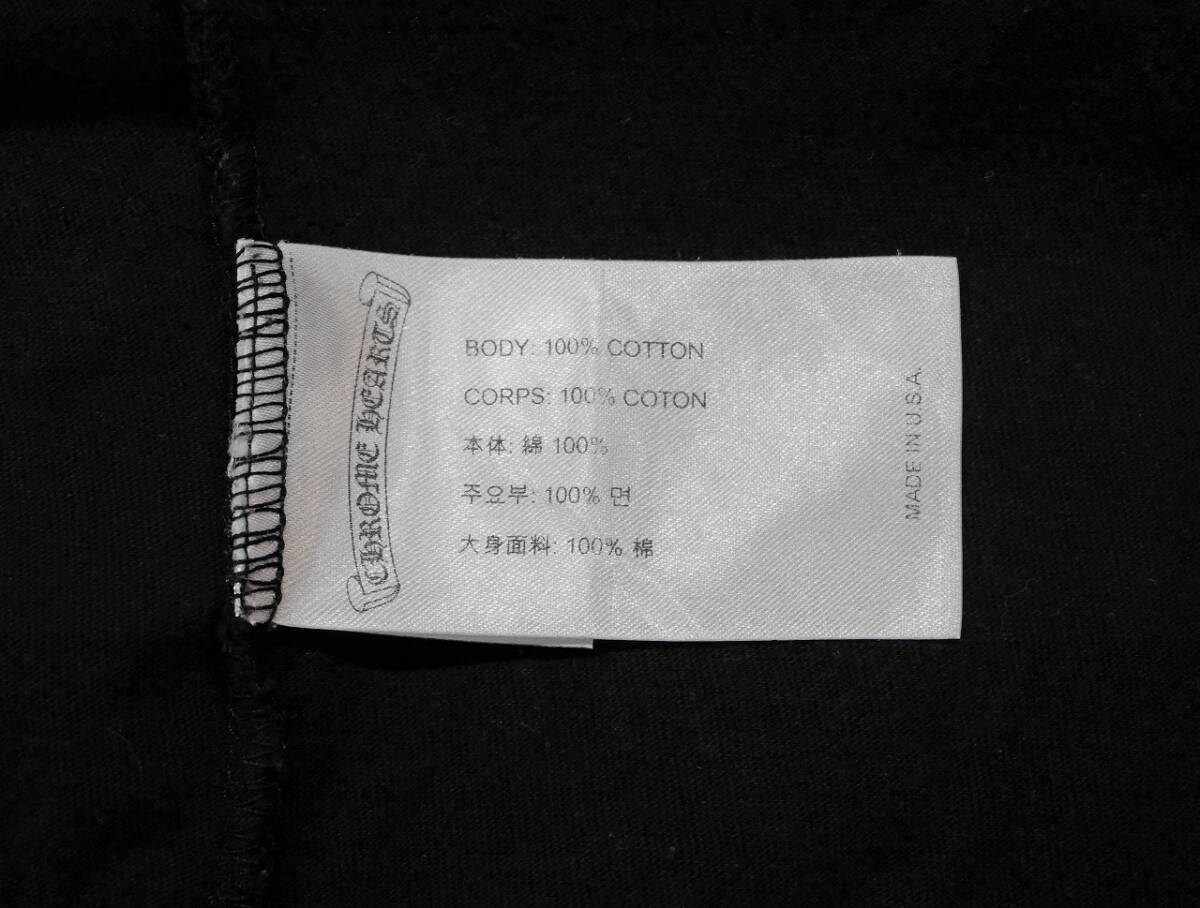 CHROME HEARTS
BODY: 100% COTTON
CORPS: 100% COTON
本体: 綿 100%
주요부: 100% 면
大身面料: 100% 棉
MADE IN U.S.A.